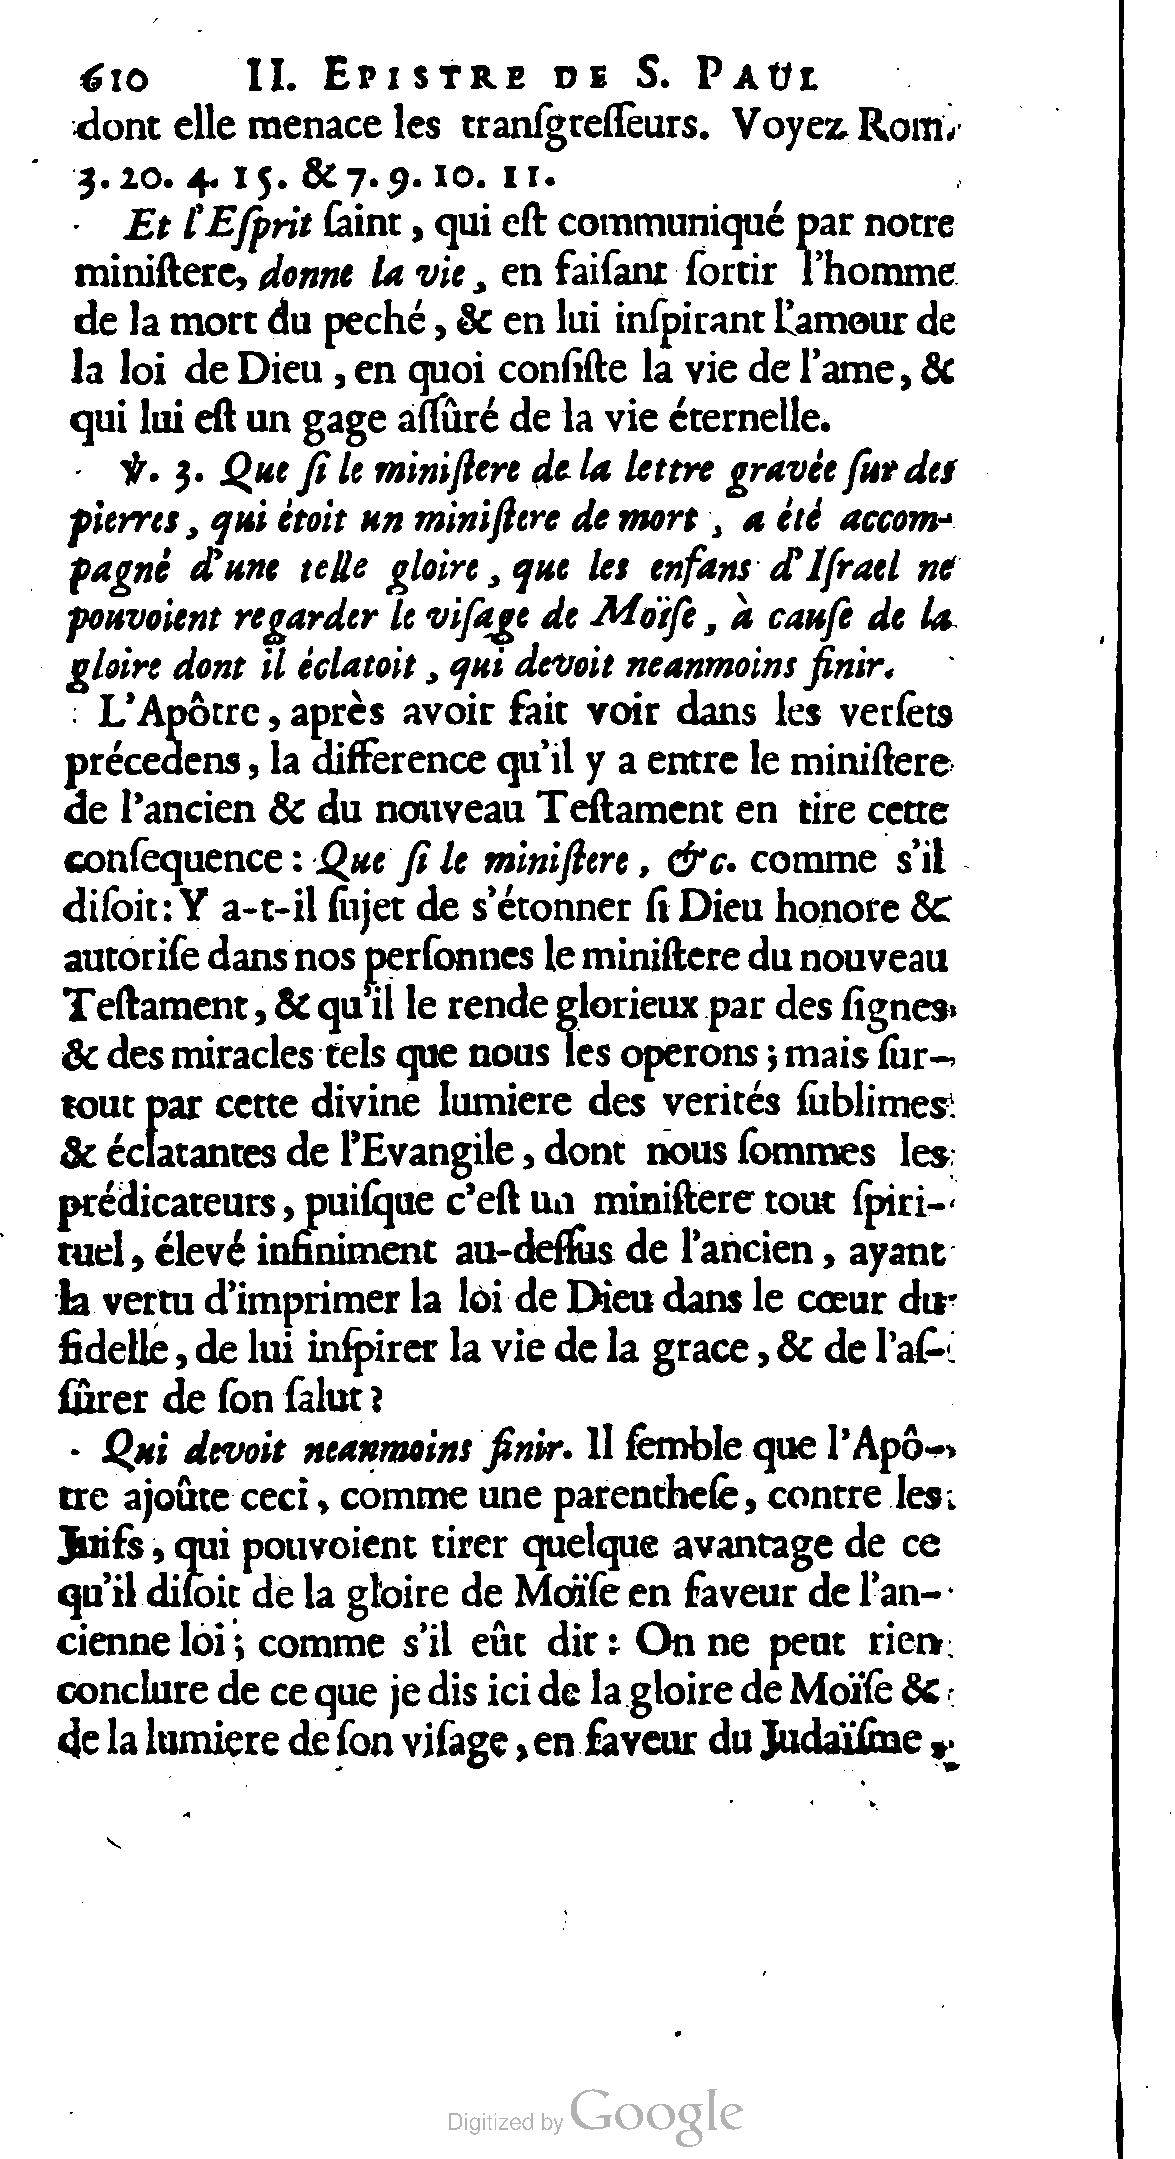 610 II. EPISTRE DE S. PAUL
dont elle menace les tranſgreſſeurs. Voyez Rom.
3. 20. 4. 15. & 7. 9. 10. 11.
Et l'Eſprit ſaint, qui eſt communiqué par notre
miniſtere, donne la vie, en faiſant ſortir l'homme
de la mort du peché, & en lui inſpirant l'amour de
la loi de Dieu, en quoi conſiſte la vie de l'ame, &
qui lui eſt un gage aſſûré de la vie éternelle.
℣. 3. Que ſi le miniſtere de la lettre gravée ſur des
pierres, qui étoit un miniſtere de mort, a été accom-
pagné d'une telle gloire, que les enfans d'Iſrael ne
pouvoient regarder le viſage de Moïſe, à cauſe de la
gloire dont il éclatoit, qui devoit neanmoins finir.
L'Apôtre, après avoir fait voir dans les verſets
précedens, la difference qu'il y a entre le miniſtere
de l'ancien & du nouveau Teſtament en tire cette
conſequence : Que ſi le miniſtere, &c. comme s'il
diſoit : Y a-t-il ſujet de s'étonner ſi Dieu honore &
autoriſe dans nos perſonnes le miniſtere du nouveau
Teſtament, & qu'il le rende glorieux par des ſignes
& des miracles tels que nous les operons ; mais ſur-
tout par cette divine lumiere des verités ſublimes
& éclatantes de l'Evangile, dont nous ſommes les
prédicateurs, puiſque c'eſt un miniſtere tout ſpiri-
tuel, élevé infiniment au-deſſus de l'ancien, ayant
la vertu d'imprimer la loi de Dieu dans le cœur du
fidelle, de lui inſpirer la vie de la grace, & de l'aſ-
ſûrer de ſon ſalut ?
Qui devoit neanmoins finir. Il ſemble que l'Apô-
tre ajoûte ceci, comme une parentheſe, contre les
Juifs, qui pouvoient tirer quelque avantage de ce
qu'il diſoit de la gloire de Moïſe en faveur de l'an-
cienne loi ; comme s'il eût dit : On ne peut rien
conclure de ce que je dis ici de la gloire de Moïſe &
de la lumiere de ſon viſage, en faveur du Judaïſme,
Digitized by Google